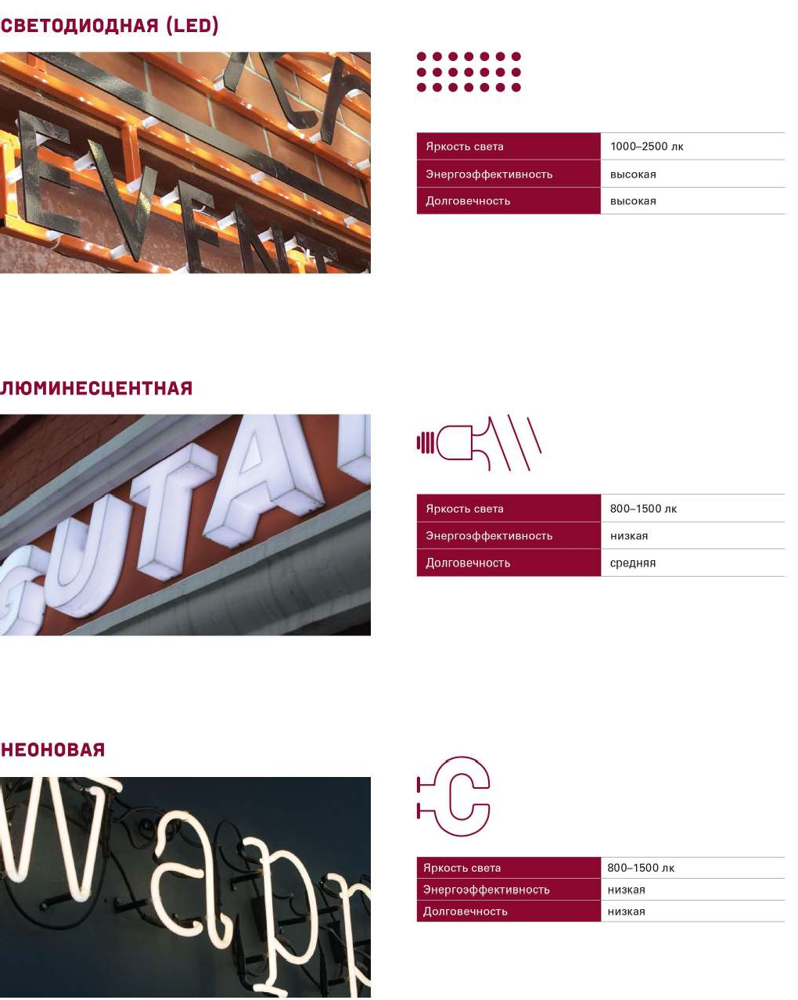 СВЕТОДИОДНАЯ (LED)
EVENT
Яркость света 1000–2500 лк
Энергоэффективность высокая
Долговечность высокая
ЛЮМИНЕСЦЕНТНАЯ
GUTA
Яркость света 800–1500 лк
Энергоэффективность низкая
Долговечность средняя
НЕОНОВАЯ
wapp
Яркость света 800–1500 лк
Энергоэффективность низкая
Долговечность низкая